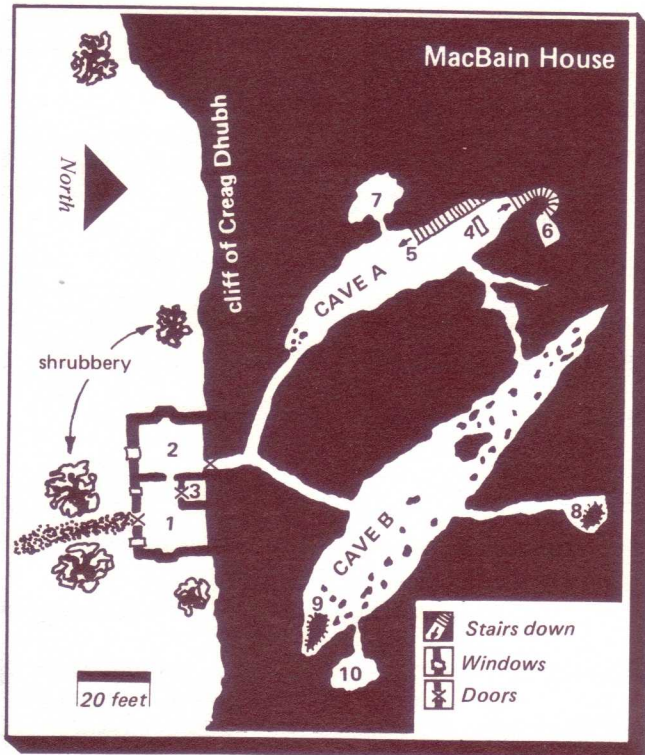 MacBain House
North
cliff of Creag Dhubh
7
4
6
5
CAVE A
shrubbery
2
3
1
8
CAVE B
9
10
Stairs down
Windows
Doors
20 feet